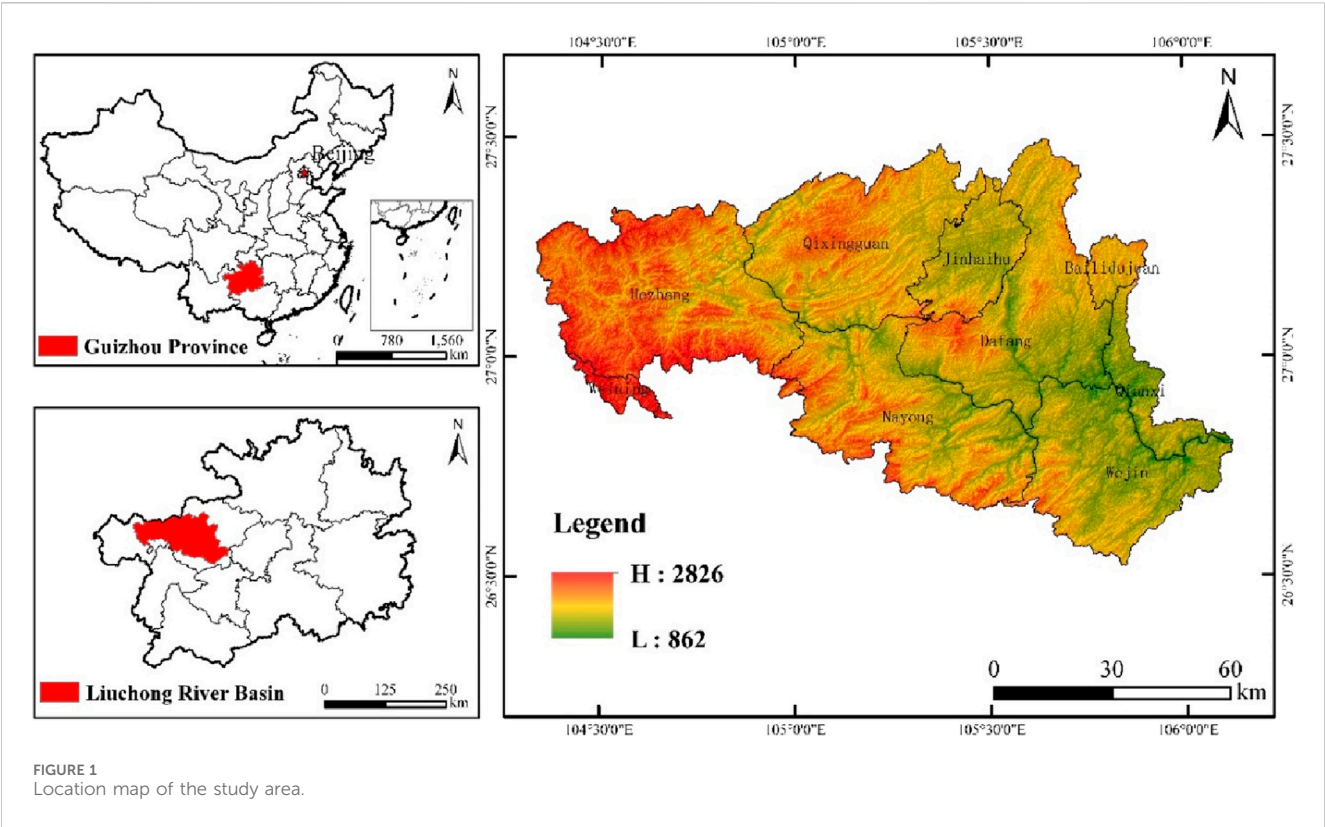 N
Beijing
Guizhou Province
0 780 1,560
km
N
Liuchong River Basin
0 125 250
km
104°30'0"E 105°0'0"E 105°30'0"E 106°0'0"E
27°30'0"N
27°0'0"N
26°30'0"N
N
27°30'0"N
27°0'0"N
26°30'0"N
Qixingguan
Jinhaihu
Bailidujuan
Hezhang
Dafang
Weining
Qianxi
Nayong
Wejin
Legend
H : 2826
L : 862
0 30 60
km
104°30'0"E 105°0'0"E 105°30'0"E 106°0'0"E
FIGURE 1
Location map of the study area.